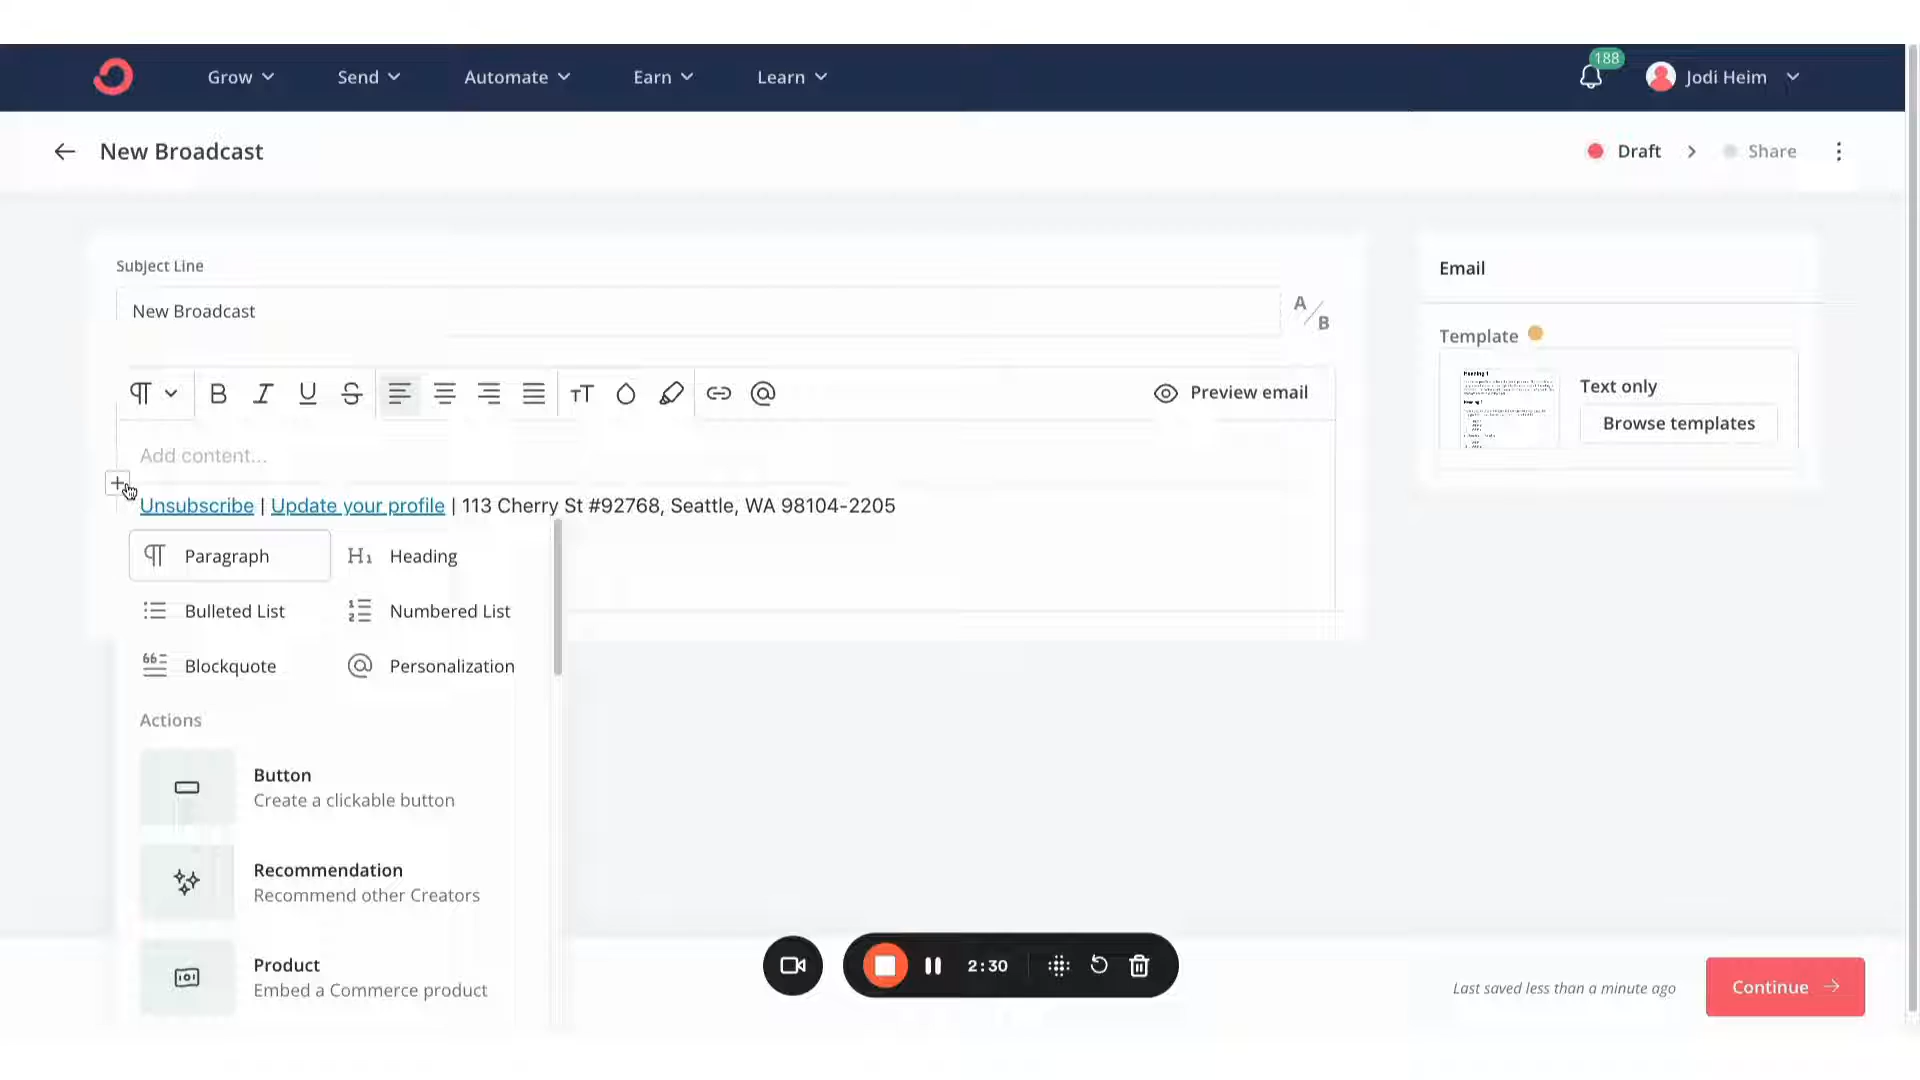 Grow Send Automate Earn Learn 188 Jodi Heim
New Broadcast Draft Share
Subject Line
New Broadcast A/B
Email
Template
Text only
Browse templates
B I U S TT @ Preview email
Add content...
Unsubscribe | Update your profile | 113 Cherry St #92768, Seattle, WA 98104-2205
Paragraph H1 Heading
Bulleted List Numbered List
Blockquote @ Personalization
Actions
Button
Create a clickable button
Recommendation
Recommend other Creators
Product
Embed a Commerce product
2:30
Last saved less than a minute ago Continue